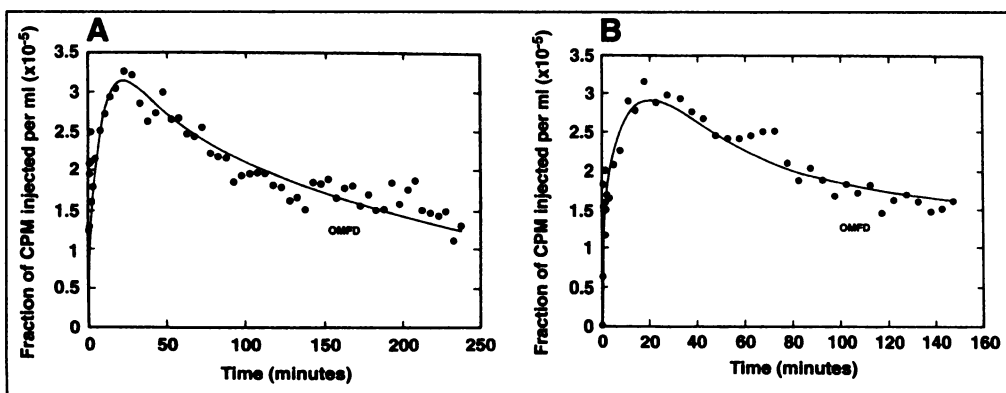 A
Fraction of CPM injected per ml (x10⁻⁵)
3.5
3
2.5
2
1.5
1
0.5
0
OMFD
0 50 100 150 200 250
Time (minutes)
B
Fraction of CPM injected per ml (x10⁻⁵)
3.5
3
2.5
2
1.5
1
0.5
0
OMFD
0 20 40 60 80 100 120 140 160
Time (minutes)